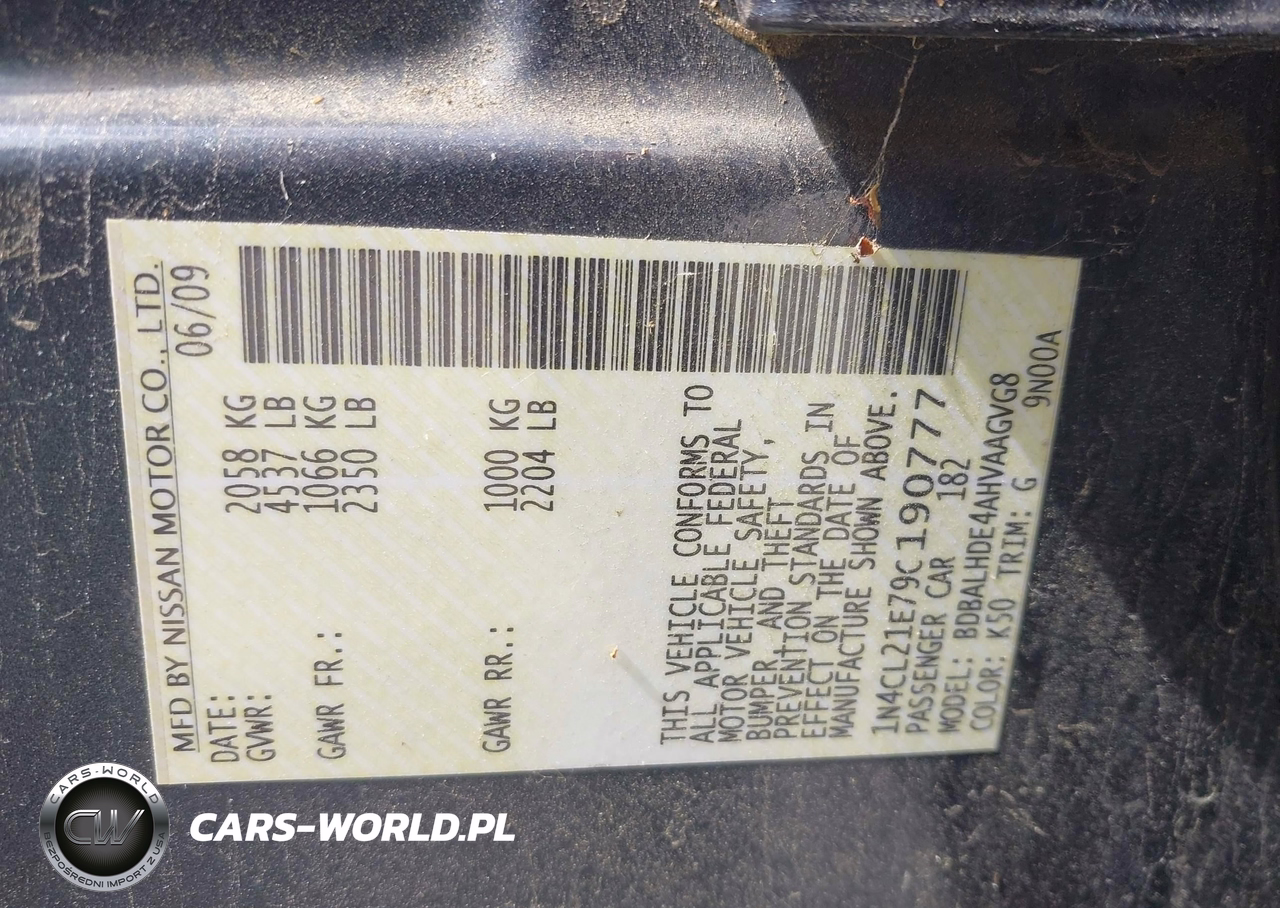 MFD BY NISSAN MOTOR CO., LTD.
DATE: 06/09
GVWR: 2058 KG
4537 LB
GAWR FR.: 1066 KG
2350 LB
GAWR RR.: 1000 KG
2204 LB
THIS VEHICLE CONFORMS TO
ALL APPLICABLE FEDERAL
MOTOR VEHICLE SAFETY,
BUMPER, AND THEFT
PREVENTION STANDARDS IN
EFFECT ON THE DATE OF
MANUFACTURE SHOWN ABOVE.
1N4CL21E79C190777
PASSENGER CAR 182
MODEL: BDBALHDE4AHVAAGVG8
COLOR: K50 TRIM: G 9N00A
CARS-WORLD
CW
BEZPOŚREDNI IMPORT Z USA
CARS-WORLD.PL